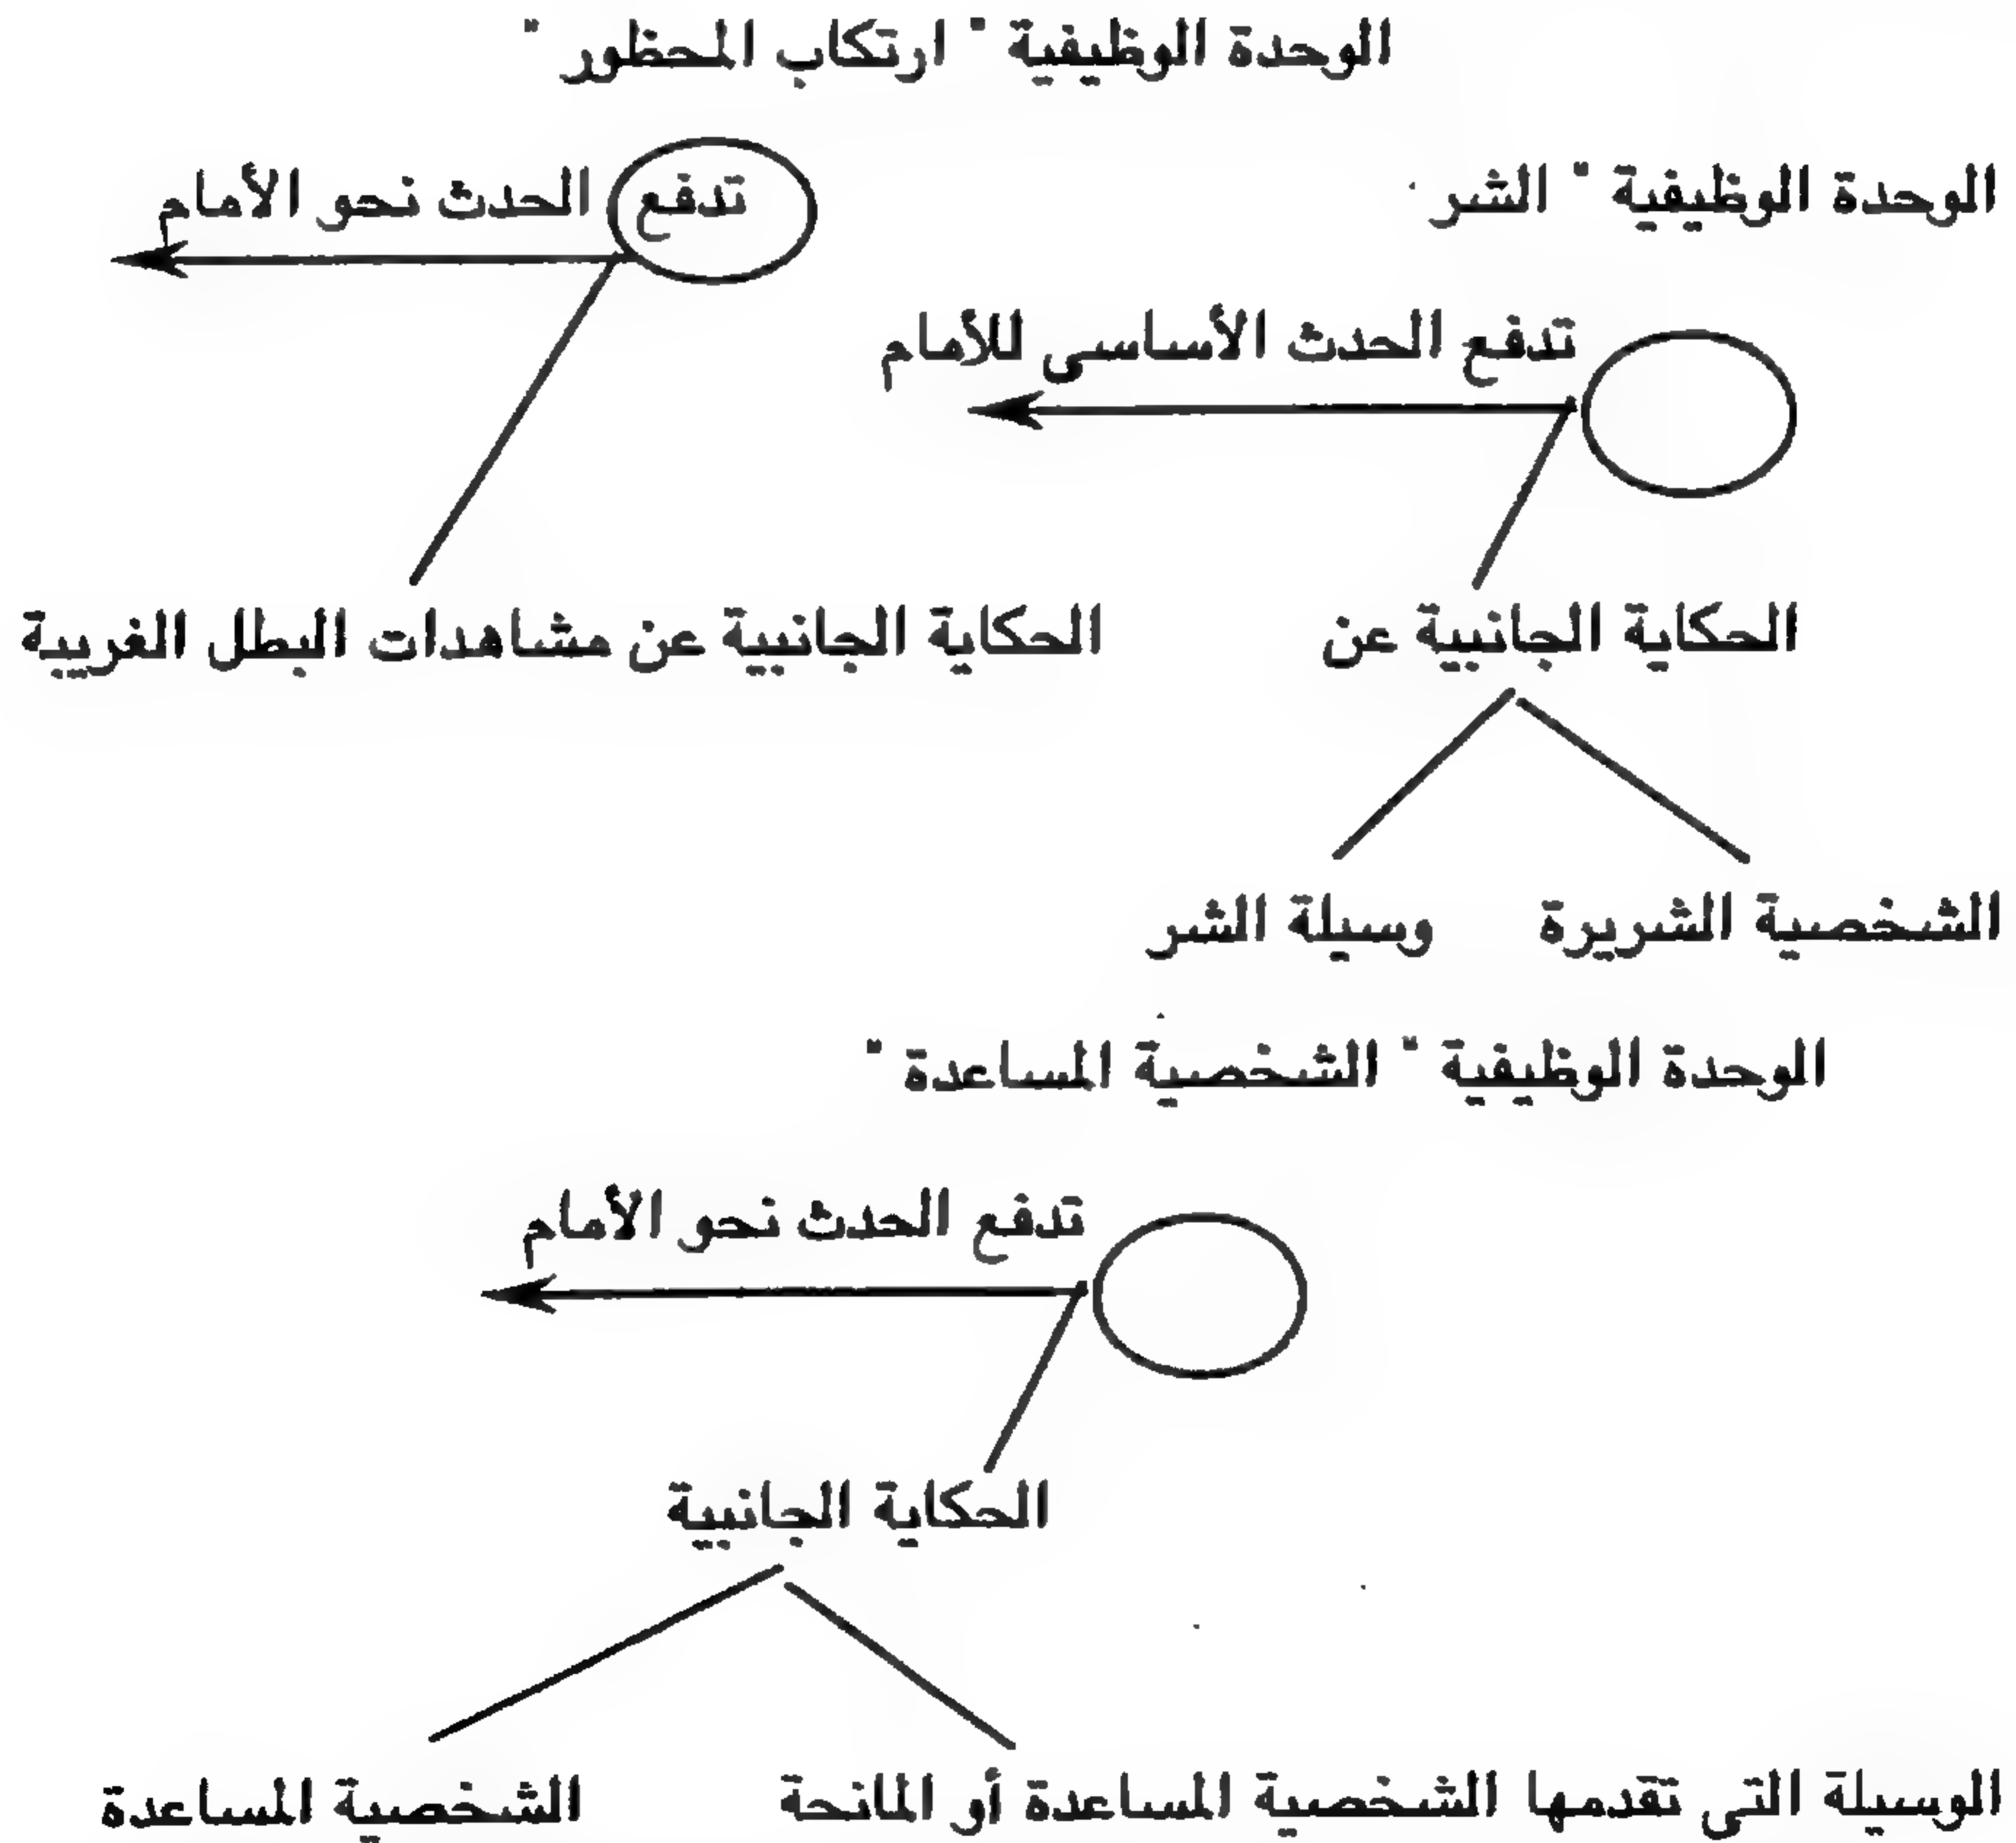 الوحدة الوظيفية " ارتكاب المحظور "
الوحدة الوظيفية " الشر
تدفع الحدث نحو الأمام
تدفع الحدث الأساسى للأمام
الحكاية الجانبية عن
الحكاية الجانبية عن مشاهدات البطل الغريبة
الشخصية الشريرة
وسيلة الشر
الوحدة الوظيفية " الشخصية المساعدة "
تدفع الحدث نحو الأمام
الحكاية الجانبية
الوسيلة التى تقدمها الشخصية المساعدة أو المانحة
الشخصية المساعدة